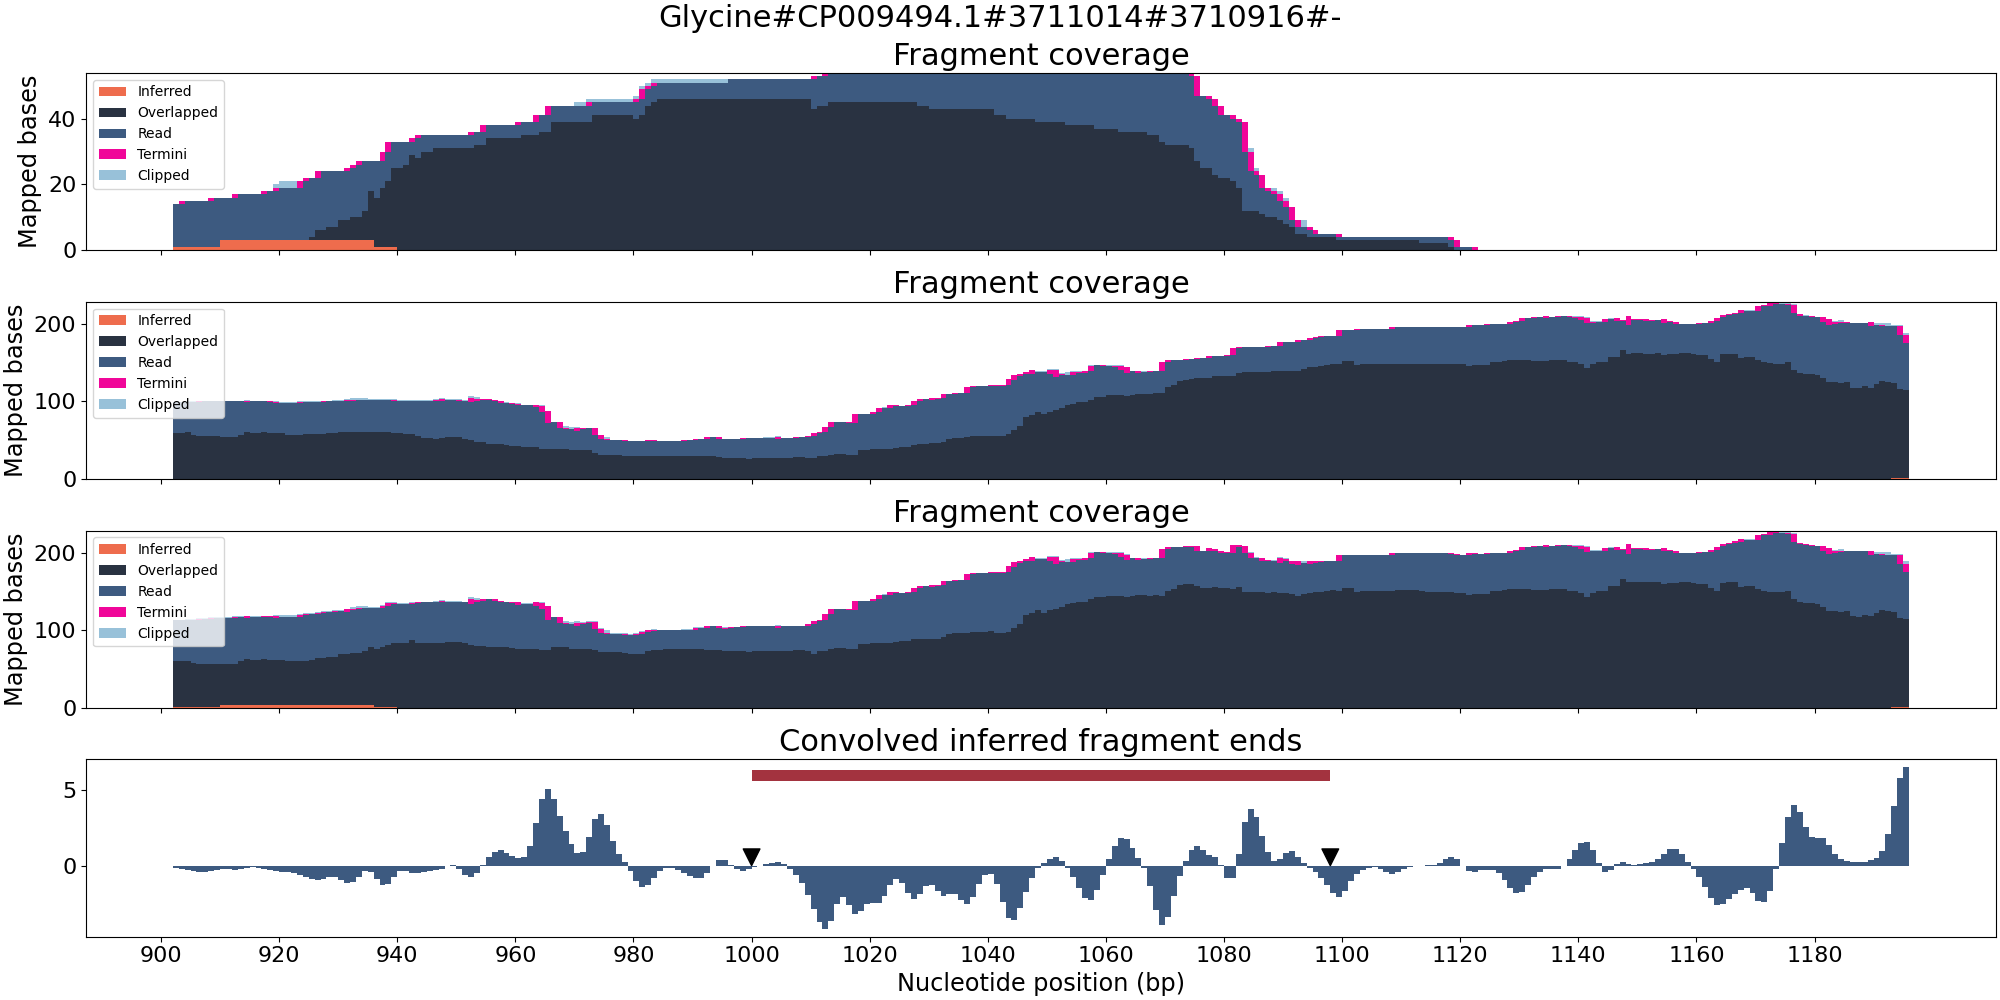 Glycine#CP009494.1#3711014#3710916#-
Fragment coverage
Mapped bases
40
20
0
Inferred
Overlapped
Read
Termini
Clipped
Fragment coverage
Mapped bases
200
100
0
Inferred
Overlapped
Read
Termini
Clipped
Fragment coverage
Mapped bases
200
100
0
Inferred
Overlapped
Read
Termini
Clipped
Convolved inferred fragment ends
5
0
900 920 940 960 980 1000 1020 1040 1060 1080 1100 1120 1140 1160 1180
Nucleotide position (bp)